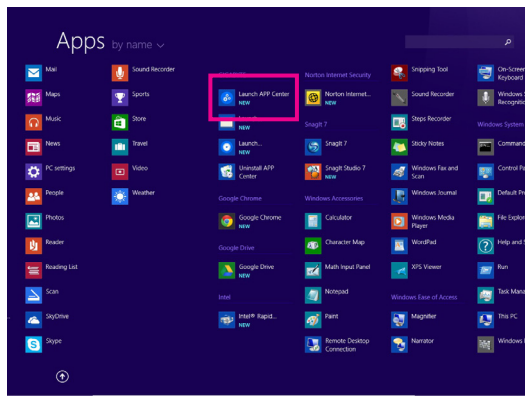 Apps by name
Mail
Maps
Music
News
PC settings
People
Photos
Reader
Reading List
Scan
SkyDrive
Skype
Sound Recorder
Sports
Store
Travel
Video
Weather
Launch APP Center
NEW
Launch...
NEW
Uninstall APP
Center
Google Chrome
Google Chrome
NEW
Google Drive
Google Drive
NEW
Intel
Intel® Rapid...
NEW
Norton Internet Security
Norton Internet...
NEW
SnagIt 7
SnagIt 7
SnagIt Studio 7
NEW
Windows Accessories
Calculator
Character Map
Math Input Panel
Notepad
Paint
Remote Desktop
Connection
Snipping Tool
Sound Recorder
Steps Recorder
Sticky Notes
Windows Fax and
Scan
Windows Journal
Windows Media
Player
WordPad
XPS Viewer
Windows Ease of Access
Magnifier
Narrator
On-Screen
Keyboard
Windows S
Recognitio
Windows System
Command
Control Pa
Default Pr
File Explor
Help and S
Run
Task Mana
This PC
Windows